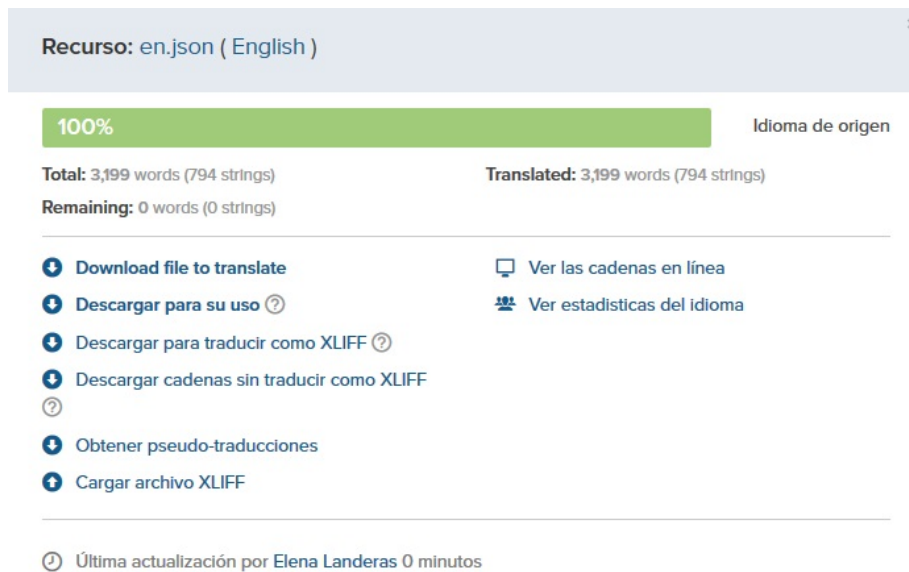 Recurso: en.json ( English )
100%
Idioma de origen
Total: 3,199 words (794 strings)
Translated: 3,199 words (794 strings)
Remaining: 0 words (0 strings)
Download file to translate
Ver las cadenas en línea
Descargar para su uso ?
Ver estadisticas del idioma
Descargar para traducir como XLIFF ?
Descargar cadenas sin traducir como XLIFF
?
Obtener pseudo-traducciones
Cargar archivo XLIFF
Última actualización por Elena Landeras 0 minutos